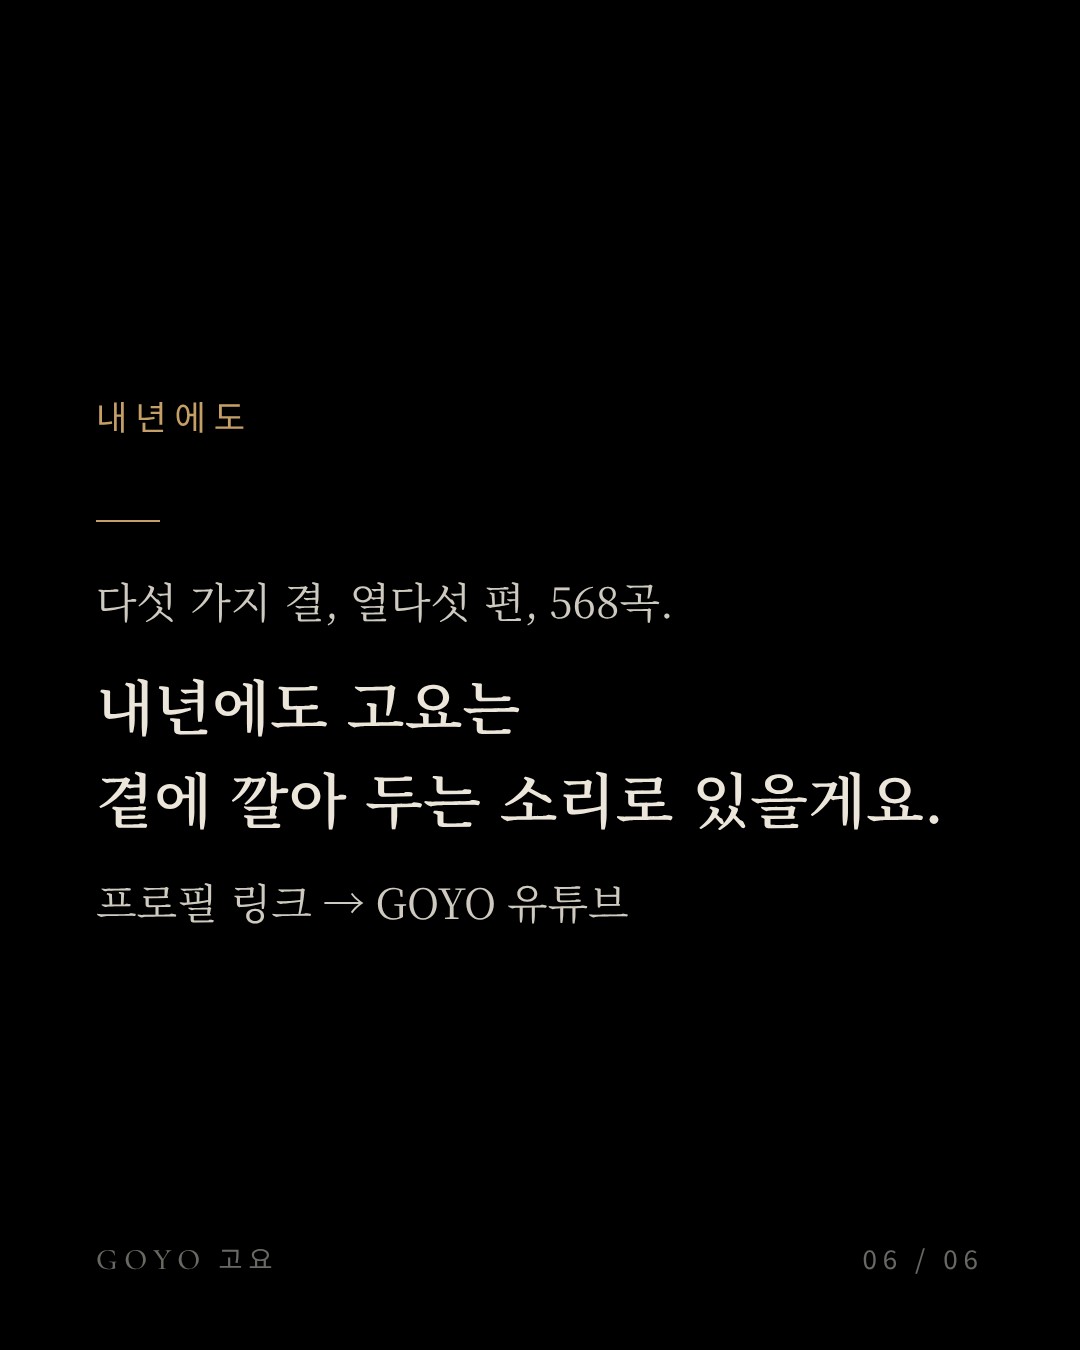 내년에도
다섯 가지 결, 열다섯 편, 568곡.
내년에도 고요는
곁에 깔아 두는 소리로 있을게요.
프로필 링크 → GOYO 유튜브
GOYO 고요
06 / 06